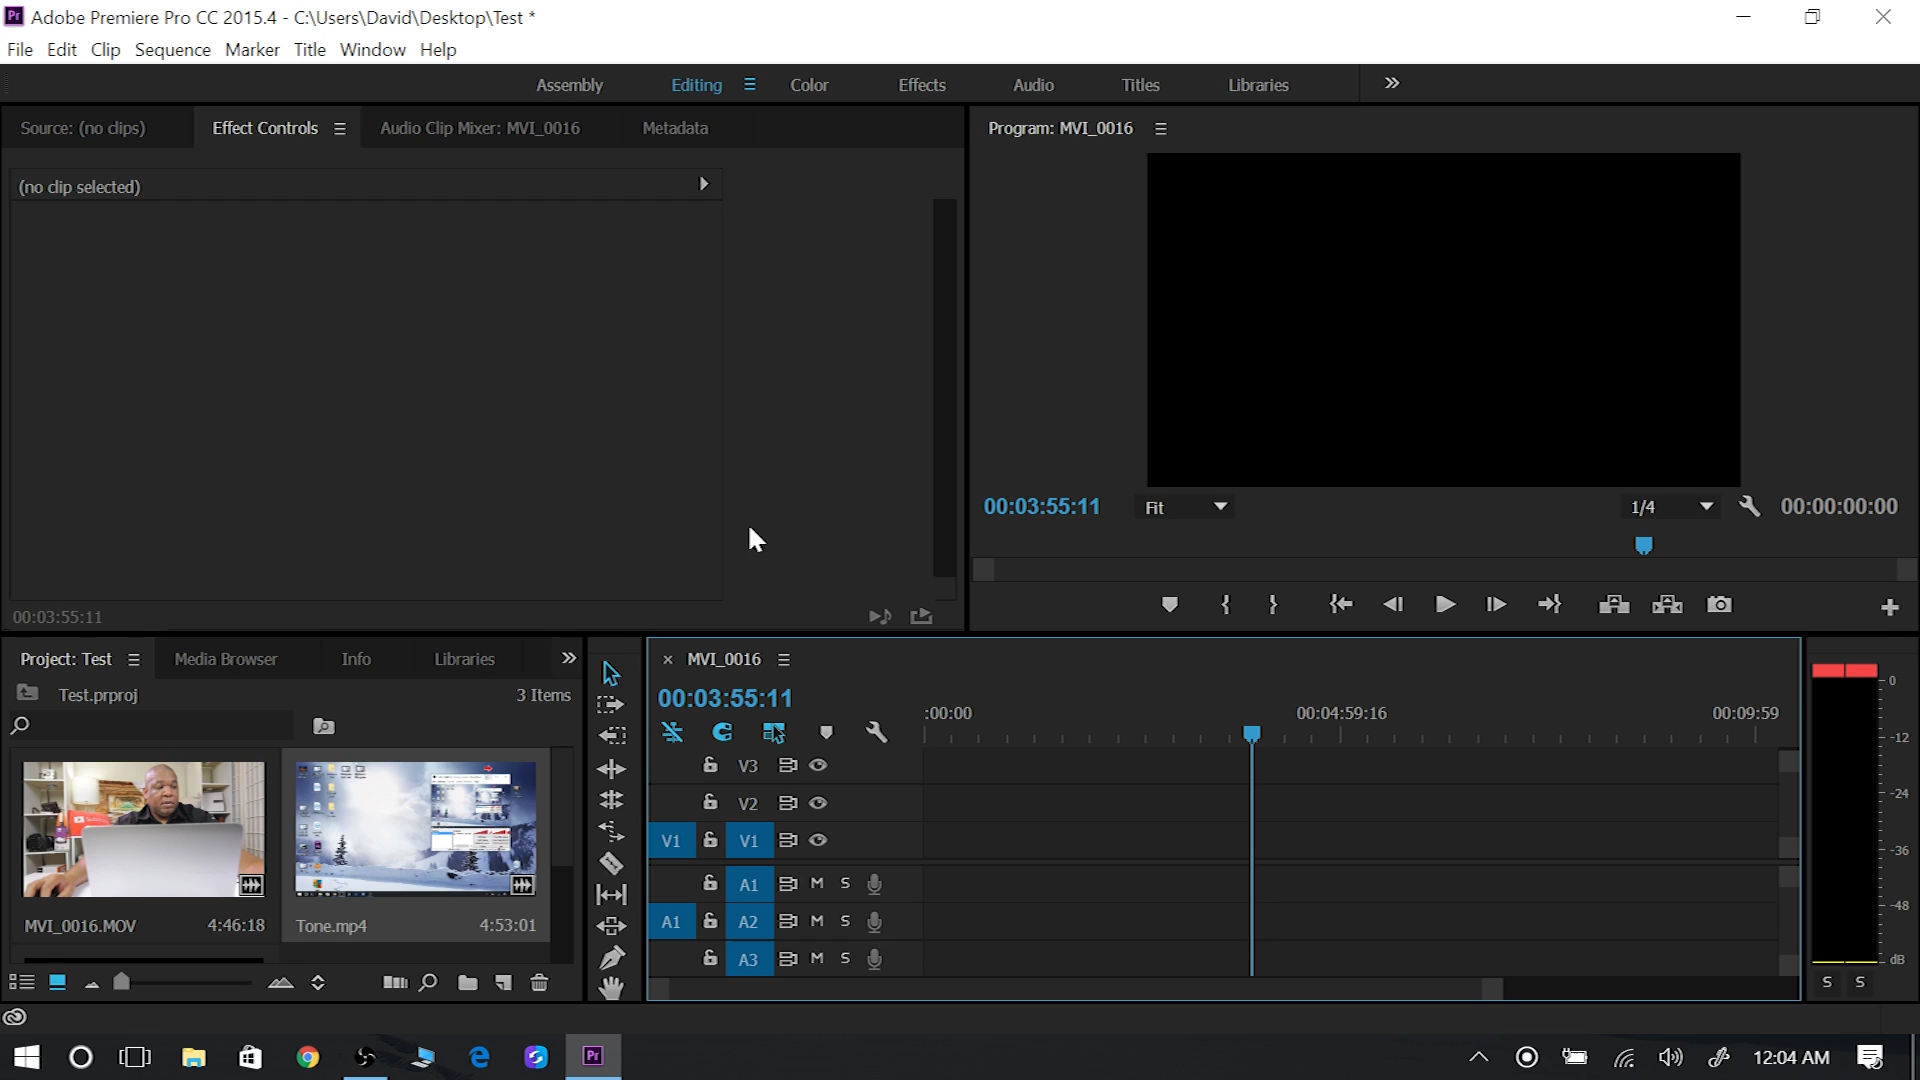 Pr Adobe Premiere Pro CC 2015.4 - C:\Users\David\Desktop\Test *
File Edit Clip Sequence Marker Title Window Help
Assembly Editing Color Effects Audio Titles Libraries
Source: (no clips) Effect Controls Audio Clip Mixer: MVI_0016 Metadata
Program: MVI_0016
(no clip selected)
00:03:55:11 Fit 1/4 00:00:00:00
00:03:55:11
Project: Test Media Browser Info Libraries
Test.prproj 3 Items
MVI_0016.MOV 4:46:18 Tone.mp4 4:53:01
MVI_0016
00:03:55:11
:00:00 00:04:59:16 00:09:59
V3
V2
V1 V1
A1 M S
A1 A2 M S
A3 M S
0
-12
-24
-36
-48
dB
S S
Pr 12:04 AM